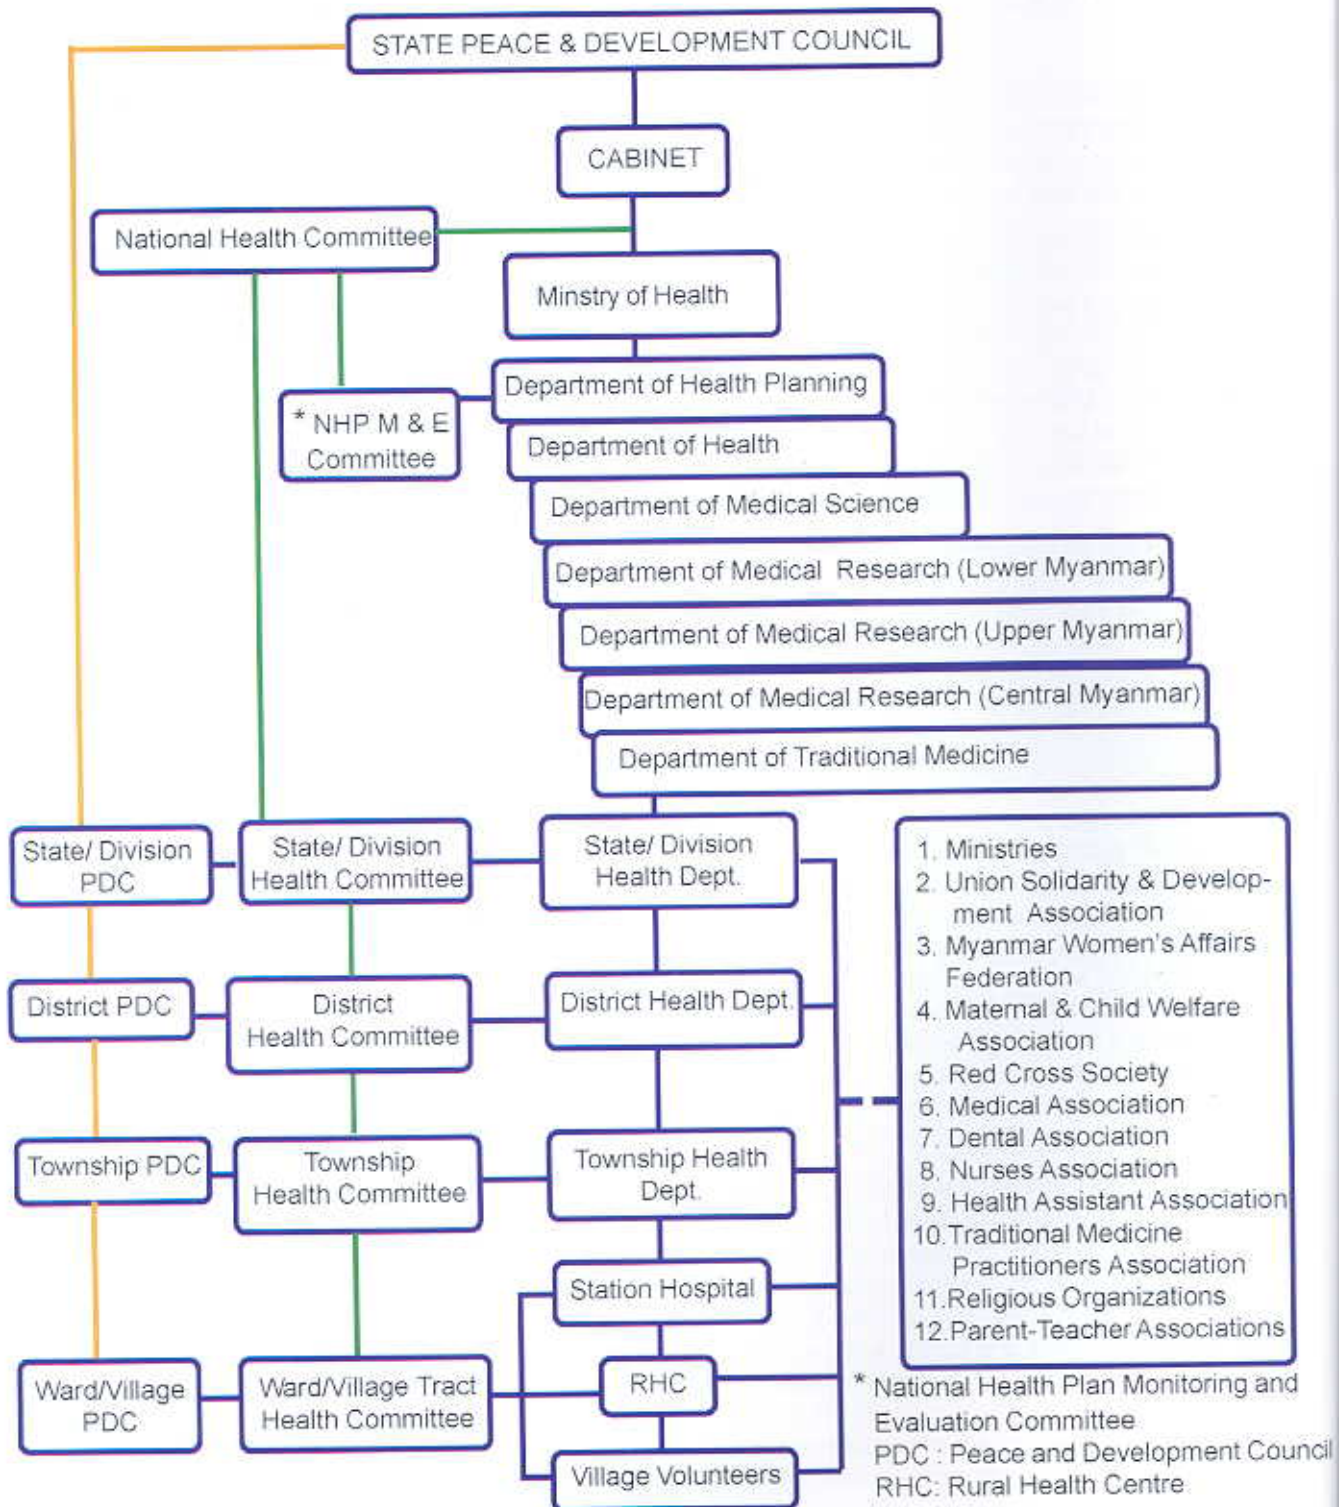 STATE PEACE & DEVELOPMENT COUNCIL
CABINET
National Health Committee
Minstry of Health
Department of Health Planning
* NHP M & E
Committee
Department of Health
Department of Medical Science
Department of Medical Research (Lower Myanmar)
Department of Medical Research (Upper Myanmar)
Department of Medical Research (Central Myanmar)
Department of Traditional Medicine
State/ Division
PDC
State/ Division
Health Committee
State/ Division
Health Dept.
District PDC
District
Health Committee
District Health Dept.
Township PDC
Township
Health Committee
Township Health
Dept.
Station Hospital
Ward/Village
PDC
Ward/Village Tract
Health Committee
RHC
Village Volunteers
1. Ministries
2. Union Solidarity & Develop-
ment Association
3. Myanmar Women's Affairs
Federation
4. Maternal & Child Welfare
Association
5. Red Cross Society
6. Medical Association
7. Dental Association
8. Nurses Association
9. Health Assistant Association
10.Traditional Medicine
Practitioners Association
11.Religious Organizations
12.Parent-Teacher Associations
* National Health Plan Monitoring and
Evaluation Committee
PDC : Peace and Development Council
RHC: Rural Health Centre